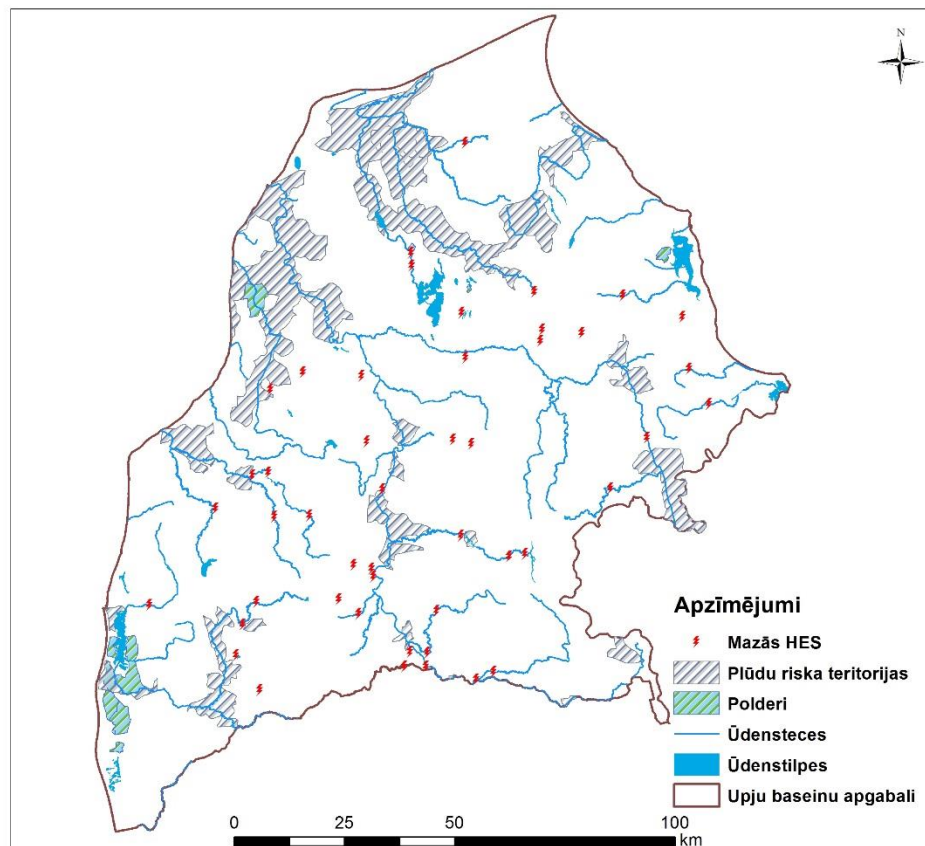 N
Apzīmējumi
Mazās HES
Plūdu riska teritorijas
Polderi
Ūdensteces
Ūdenstilpes
Upju baseinu apgabali
0 25 50 100
km